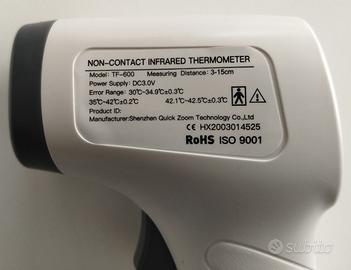 NON-CONTACT INFRARED THERMOMETER
Model: TF-600 Measuring Distance: 3-15cm
Power Supply: DC3.0V
Error Range: 30℃-34.9℃±0.3℃
35℃-42℃±0.2℃ 42.1℃-42.5℃±0.3℃
Product ID:
Manufacturer:Shenzhen Quick Zoom Technology Co.,Ltd
CE HX2003014525
RoHS ISO 9001
subito